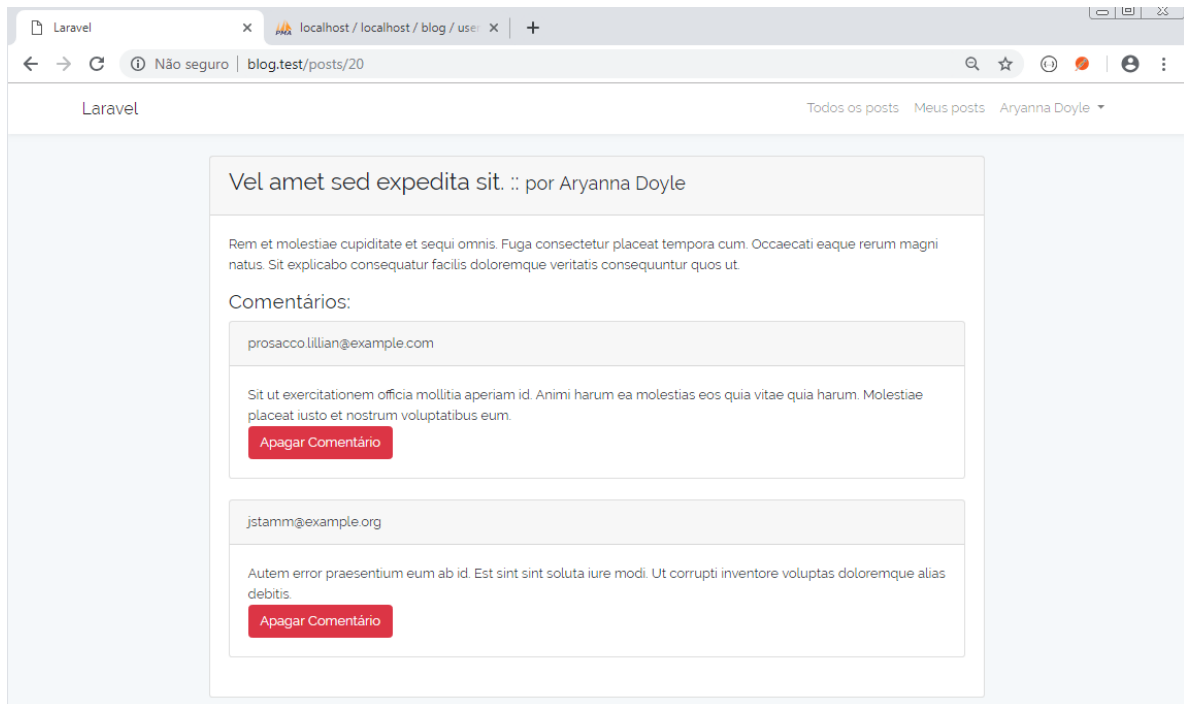 Laravel
localhost / localhost / blog / user
Não seguro | blog.test/posts/20
Laravel
Todos os posts Meus posts Aryanna Doyle
Vel amet sed expedita sit. :: por Aryanna Doyle
Rem et molestiae cupiditate et sequi omnis. Fuga consectetur placeat tempora cum. Occaecati eaque rerum magni
natus. Sit explicabo consequatur facilis doloremque veritatis consequuntur quos ut.
Comentários:
prosacco.lillian@example.com
Sit ut exercitationem officia mollitia aperiam id. Animi harum ea molestias eos quia vitae quia harum. Molestiae
placeat iusto et nostrum voluptatibus eum.
Apagar Comentário
jstamm@example.org
Autem error praesentium eum ab id. Est sint sint soluta iure modi. Ut corrupti inventore voluptas doloremque alias
debitis.
Apagar Comentário